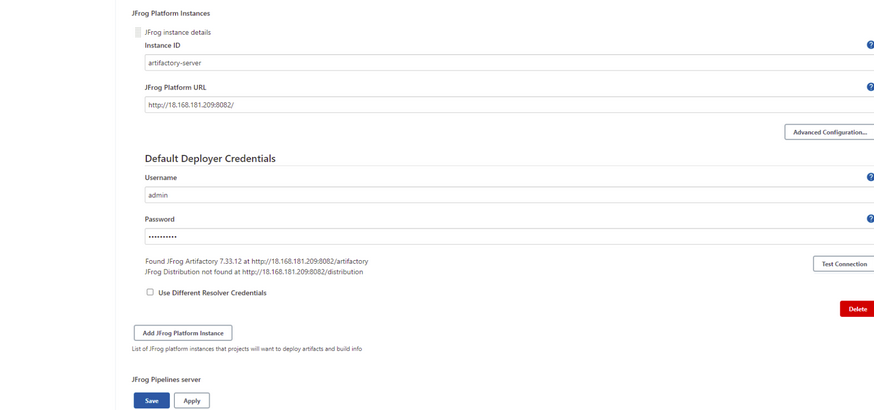 JFrog Platform Instances
JFrog instance details
Instance ID
?
artifactory-server
JFrog Platform URL
?
http://18.168.181.209:8082/
Advanced Configuration...
Default Deployer Credentials
Username
?
admin
Password
?
••••••••••
Found JFrog Artifactory 7.33.12 at http://18.168.181.209:8082/artifactory
JFrog Distribution not found at http://18.168.181.209:8082/distribution
Test Connection
Use Different Resolver Credentials
Delete
Add JFrog Platform Instance
List of JFrog platform instances that projects will want to deploy artifacts and build info
JFrog Pipelines server
Save Apply